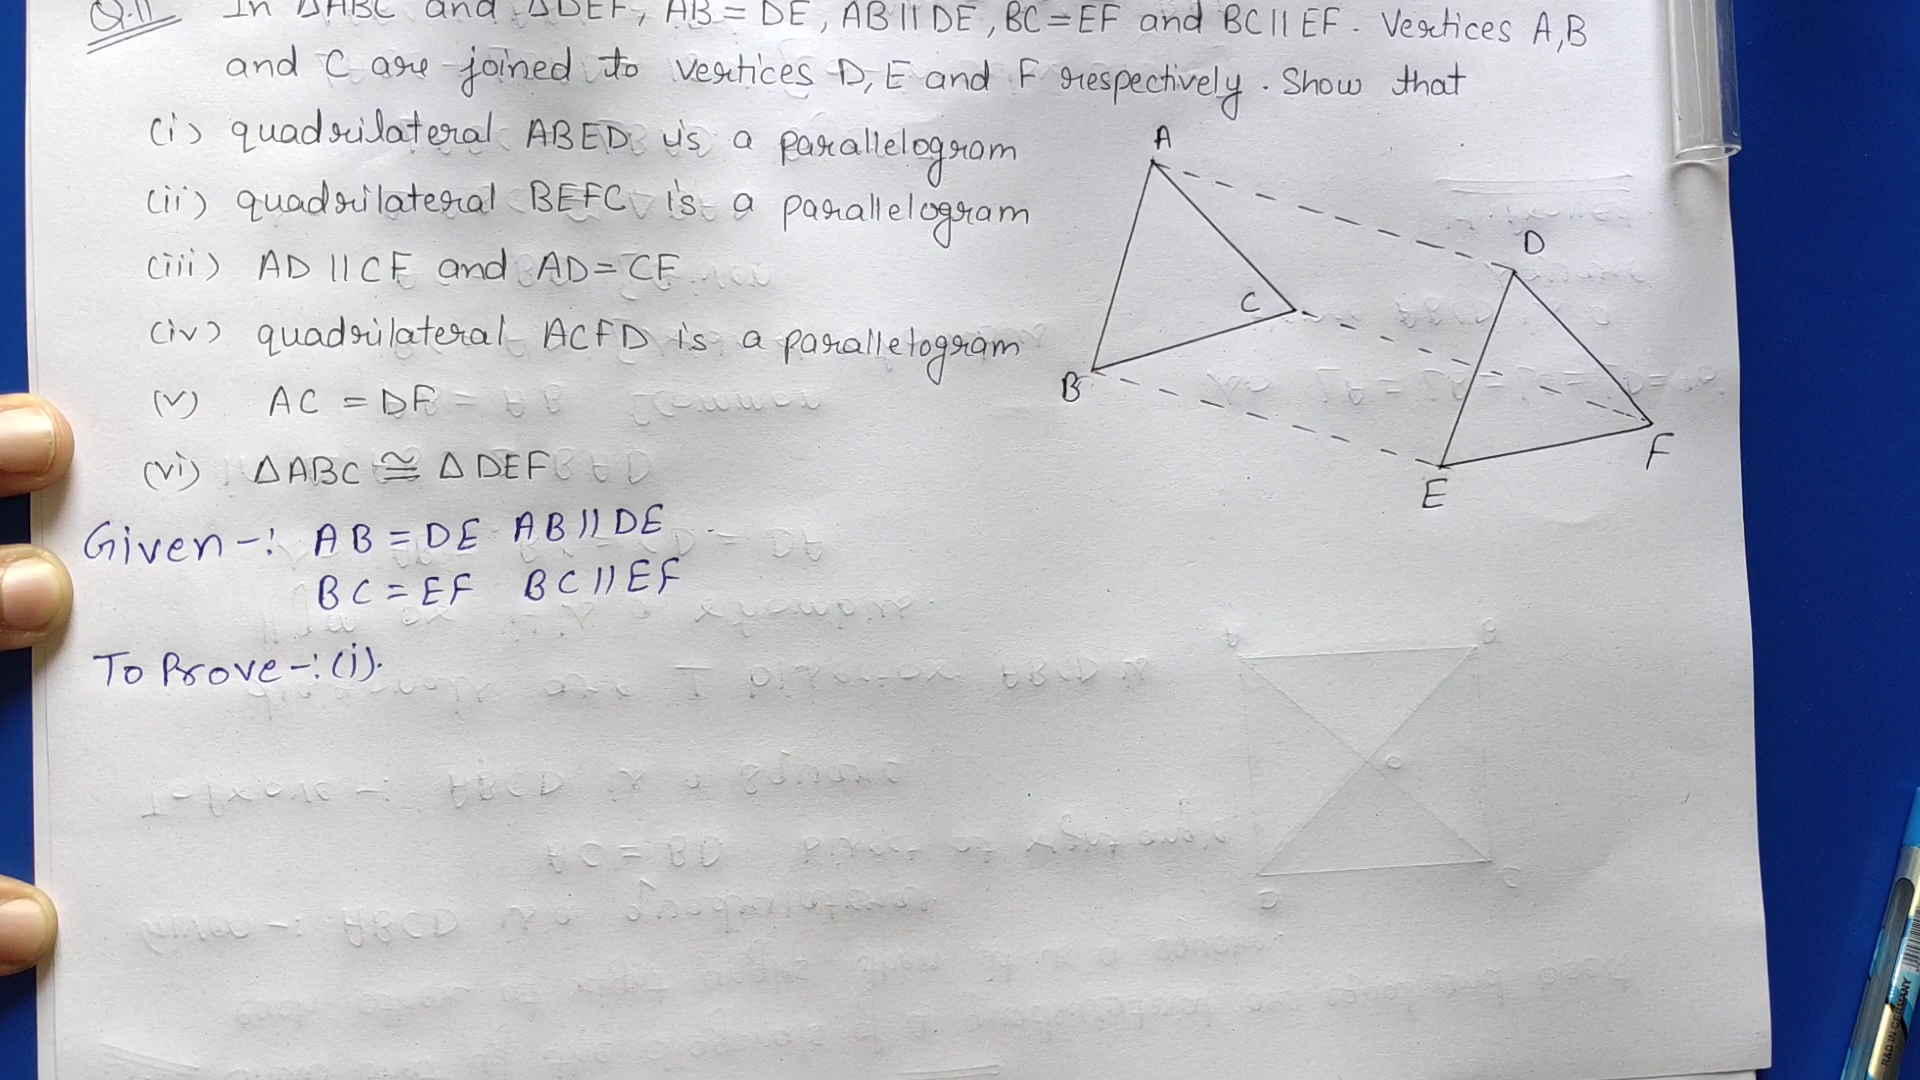 Q.11 In ΔABC and ΔDEF, AB = DE, AB || DE, BC = EF and BC || EF. Vertices A, B
and C are joined to vertices D, E and F respectively. Show that
(i) quadrilateral ABED is a parallelogram
(ii) quadrilateral BEFC is a parallelogram
(iii) AD || CF and AD = CF
(iv) quadrilateral ACFD is a parallelogram
(v) AC = DF
(vi) ΔABC ≅ ΔDEF
A
D
C
B
F
E
Given -: AB = DE AB || DE
BC = EF BC || EF
To Prove -: (i).